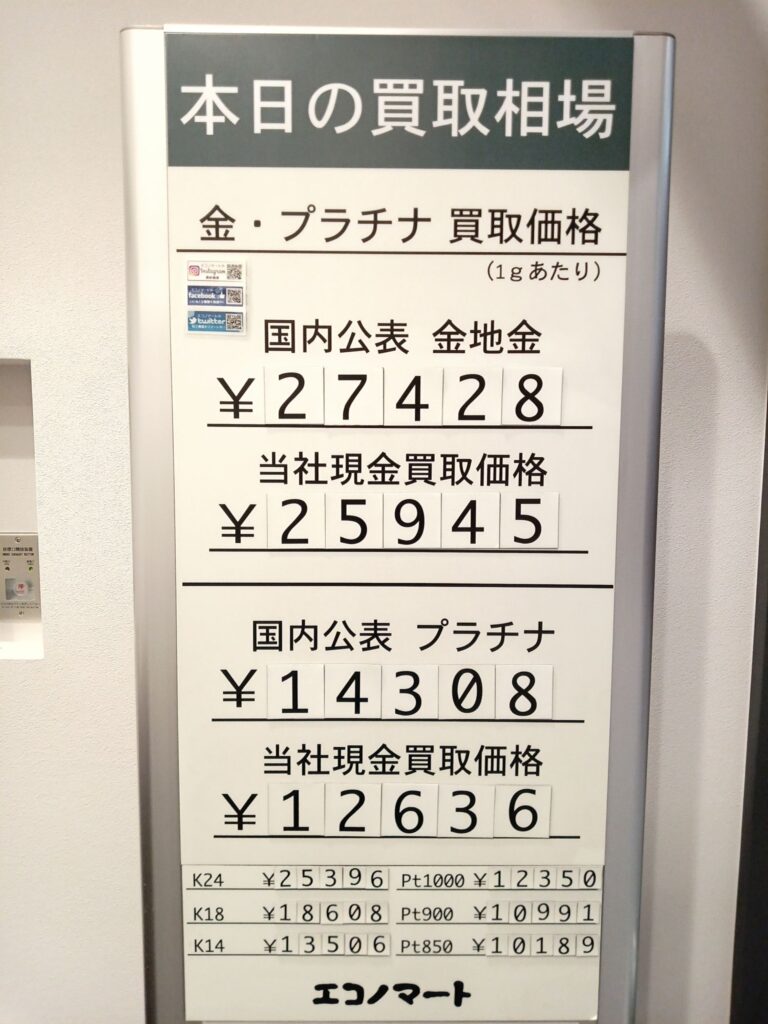 本日の買取相場
金・プラチナ 買取価格
(1gあたり)
Instagram
facebook
twitter
国内公表 金地金
¥27428
当社現金買取価格
¥25945
国内公表 プラチナ
¥14308
当社現金買取価格
¥12636
K24 ¥25396 Pt1000 ¥12350
K18 ¥18608 Pt900 ¥10991
K14 ¥13506 Pt850 ¥10189
エコノマート